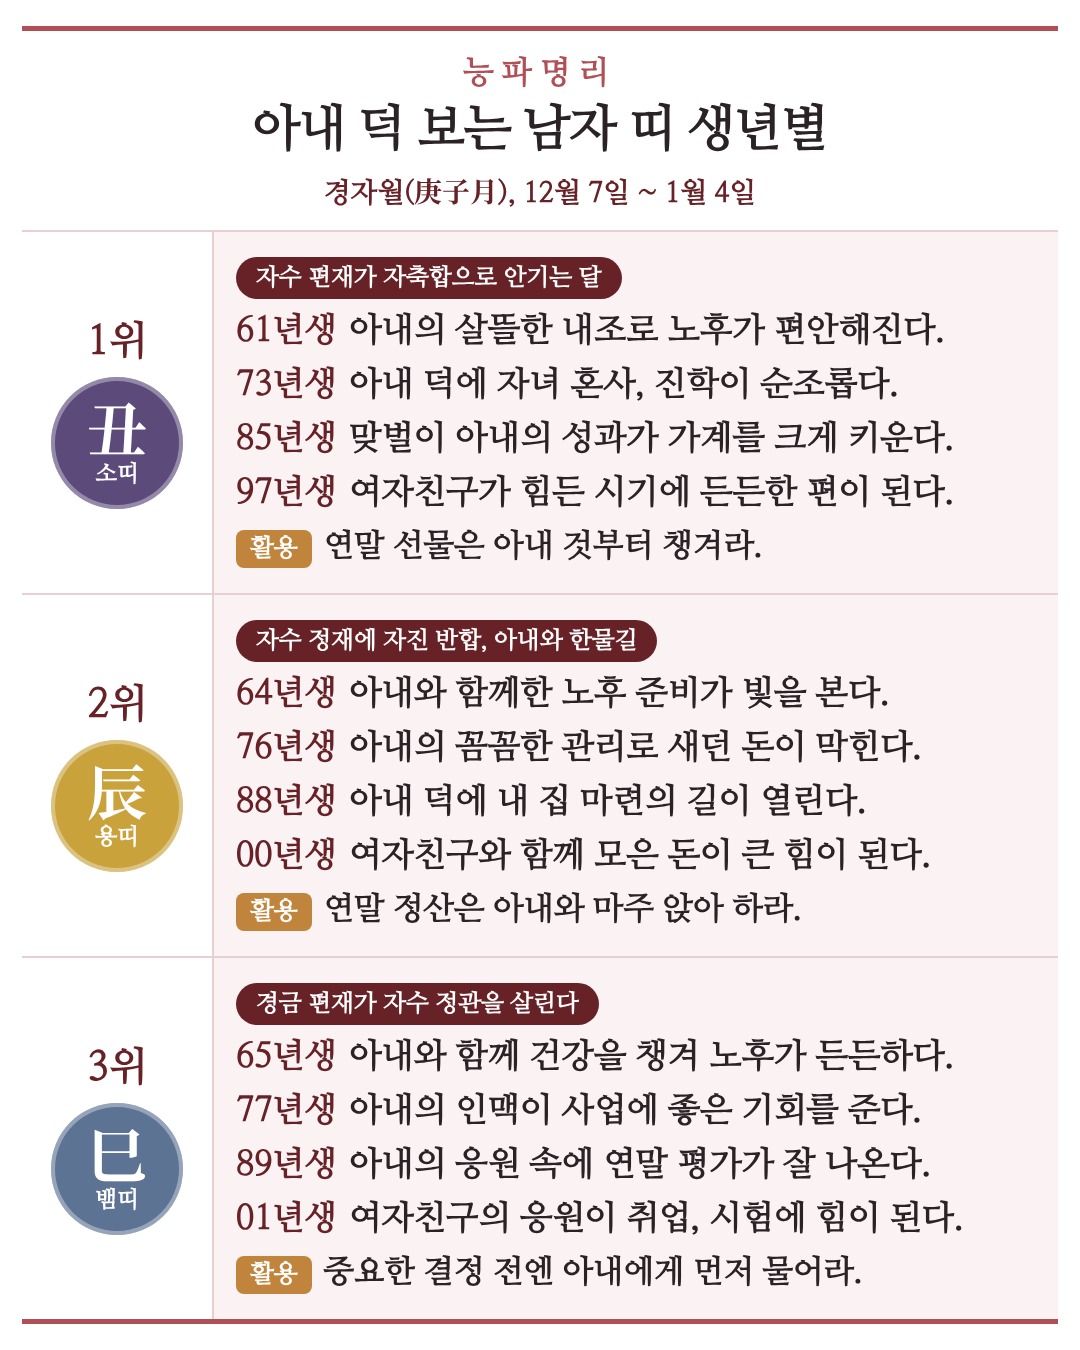 능파명리
아내 덕 보는 남자 띠 생년별
경자월(庚子月), 12월 7일 ~ 1월 4일
1위
丑
소띠
자수 편재가 자축합으로 안기는 달
61년생 아내의 살뜰한 내조로 노후가 편안해진다.
73년생 아내 덕에 자녀 혼사, 진학이 순조롭다.
85년생 맞벌이 아내의 성과가 가계를 크게 키운다.
97년생 여자친구가 힘든 시기에 든든한 편이 된다.
활용 연말 선물은 아내 것부터 챙겨라.
2위
辰
용띠
자수 정재에 자진 반합, 아내와 한물길
64년생 아내와 함께한 노후 준비가 빛을 본다.
76년생 아내의 꼼꼼한 관리로 새던 돈이 막힌다.
88년생 아내 덕에 내 집 마련의 길이 열린다.
00년생 여자친구와 함께 모은 돈이 큰 힘이 된다.
활용 연말 정산은 아내와 마주 앉아 하라.
3위
巳
뱀띠
경금 편재가 자수 정관을 살린다
65년생 아내와 함께 건강을 챙겨 노후가 든든하다.
77년생 아내의 인맥이 사업에 좋은 기회를 준다.
89년생 아내의 응원 속에 연말 평가가 잘 나온다.
01년생 여자친구의 응원이 취업, 시험에 힘이 된다.
활용 중요한 결정 전엔 아내에게 먼저 물어라.